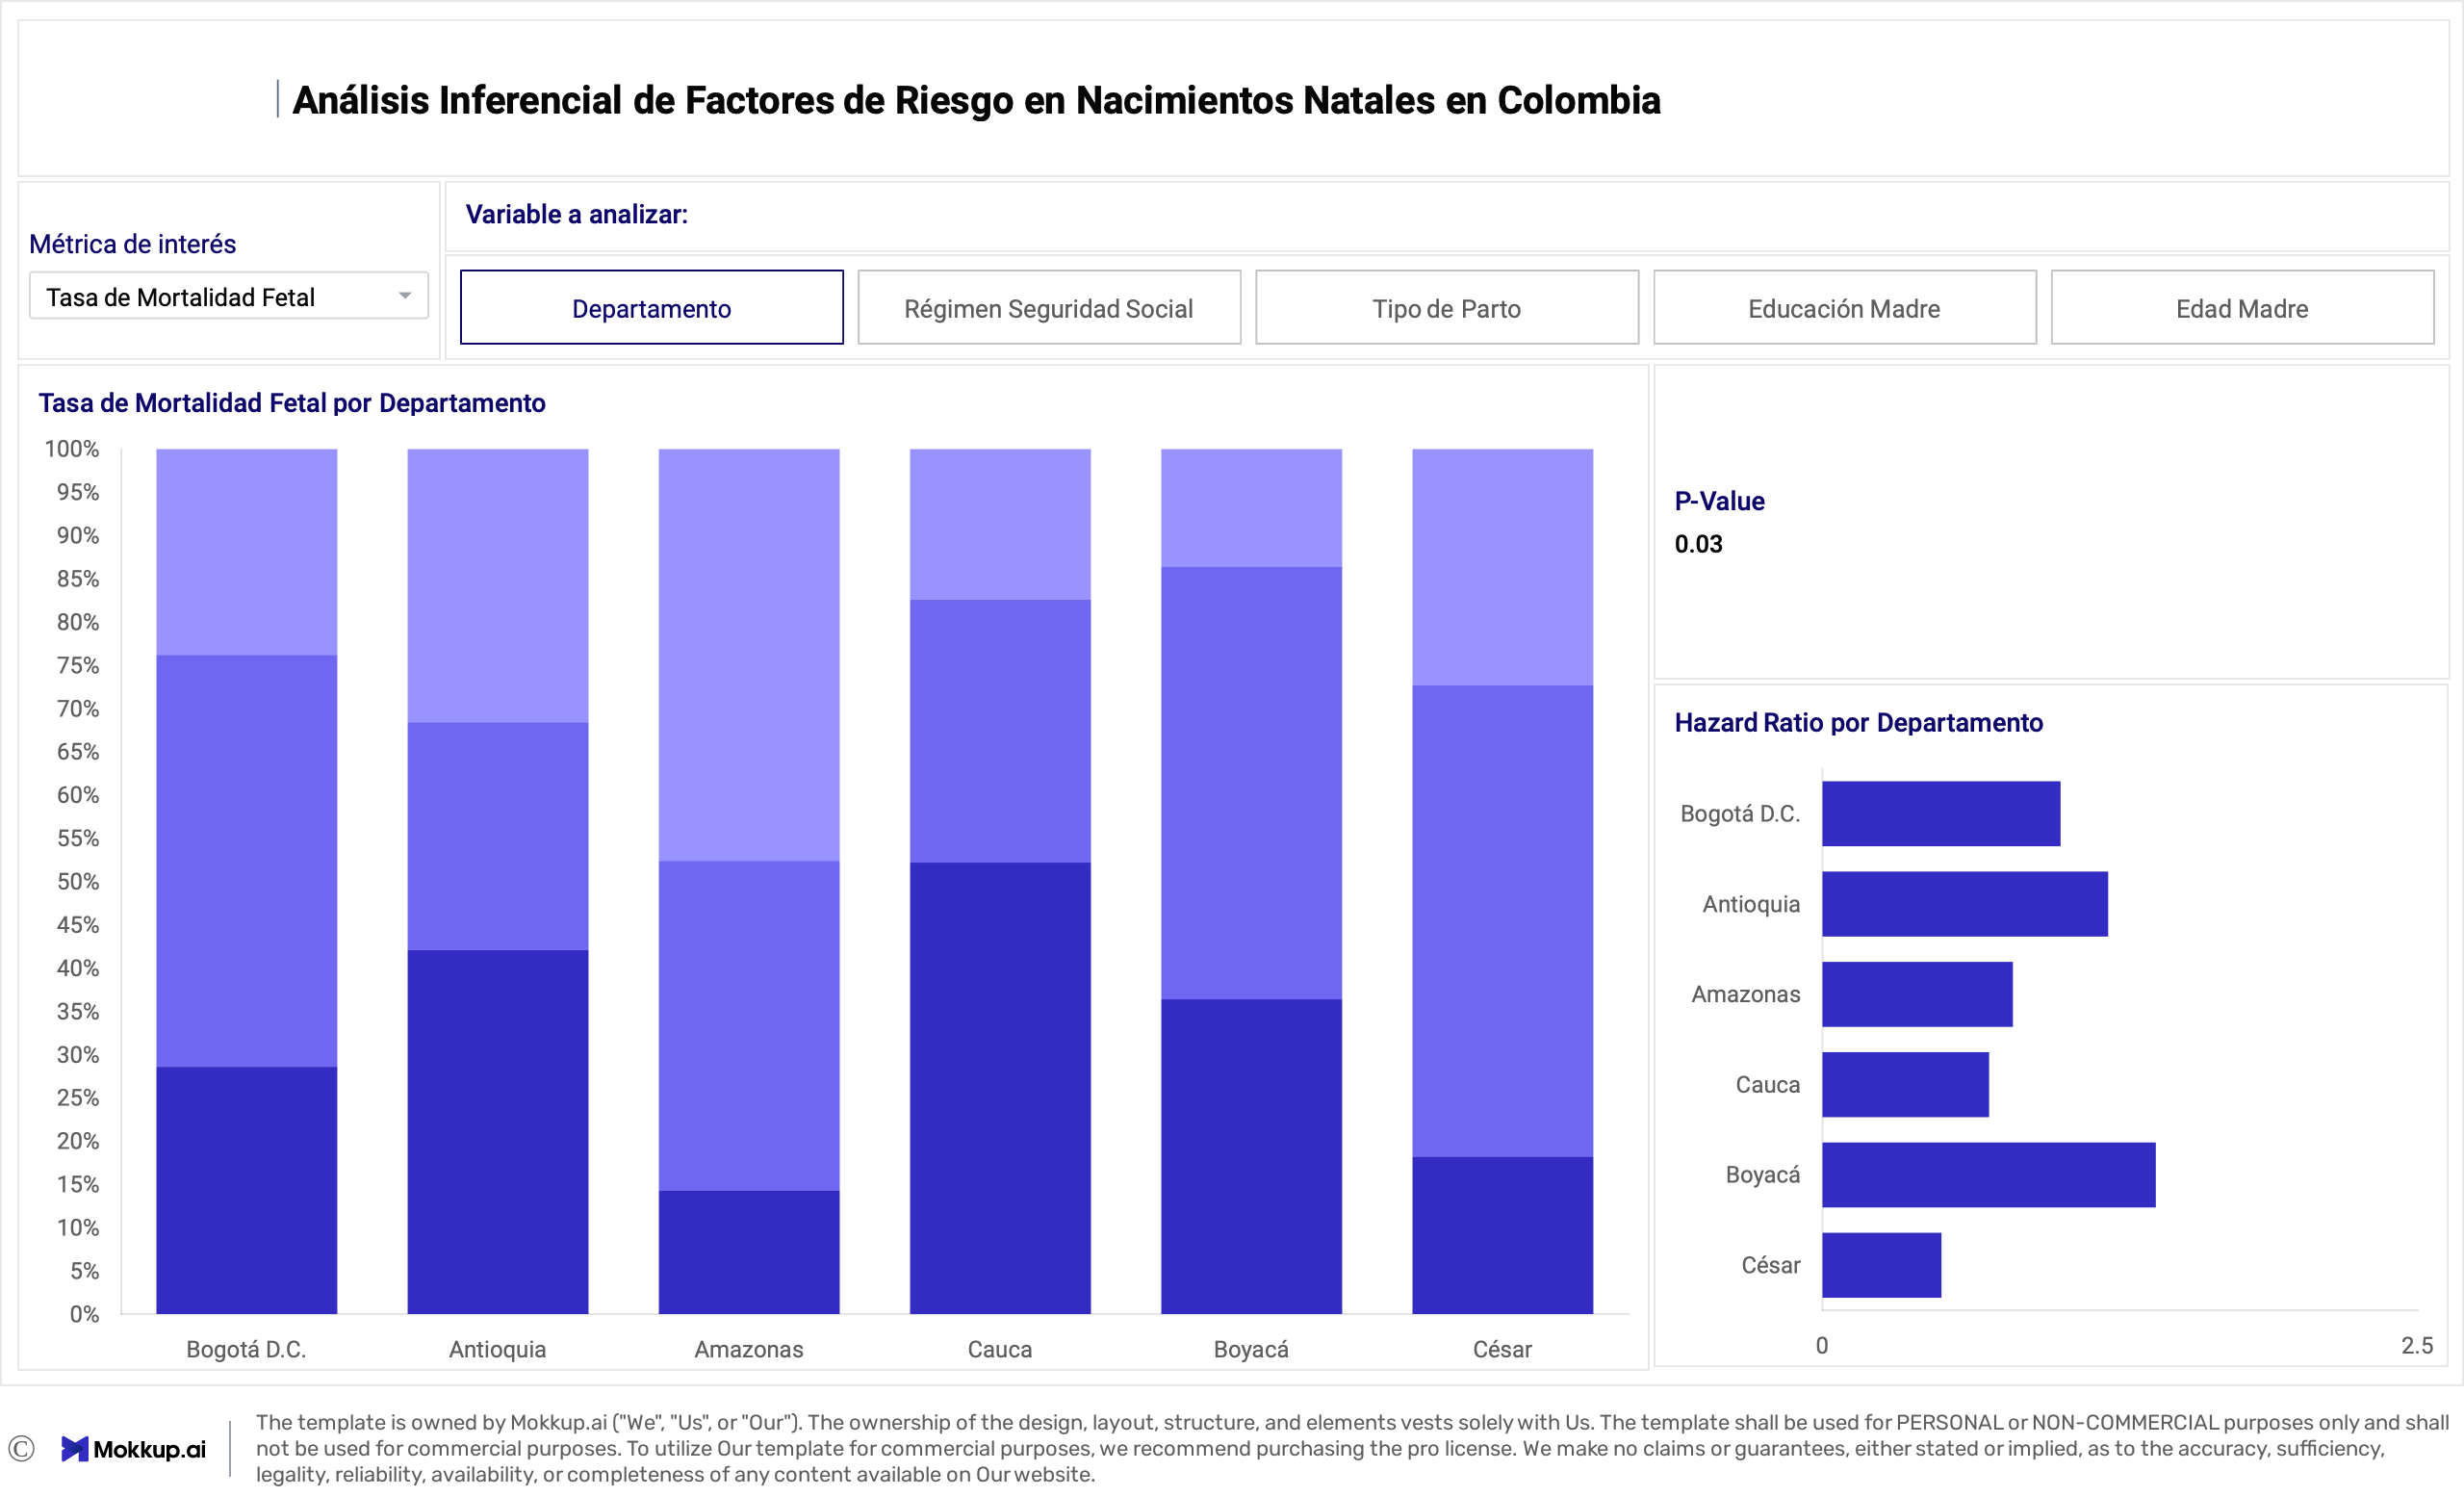 Análisis Inferencial de Factores de Riesgo en Nacimientos Natales en Colombia
Métrica de interés
Tasa de Mortalidad Fetal
Variable a analizar:
Departamento
Régimen Seguridad Social
Tipo de Parto
Educación Madre
Edad Madre
Tasa de Mortalidad Fetal por Departamento
100%
95%
90%
85%
80%
75%
70%
65%
60%
55%
50%
45%
40%
35%
30%
25%
20%
15%
10%
5%
0%
Bogotá D.C.
Antioquia
Amazonas
Cauca
Boyacá
César
P-Value
0.03
Hazard Ratio por Departamento
Bogotá D.C.
Antioquia
Amazonas
Cauca
Boyacá
César
0
2.5
© Mokkup.ai
The template is owned by Mokkup.ai ("We", "Us", or "Our"). The ownership of the design, layout, structure, and elements vests solely with Us. The template shall be used for PERSONAL or NON-COMMERCIAL purposes only and shall
not be used for commercial purposes. To utilize Our template for commercial purposes, we recommend purchasing the pro license. We make no claims or guarantees, either stated or implied, as to the accuracy, sufficiency,
legality, reliability, availability, or completeness of any content available on Our website.